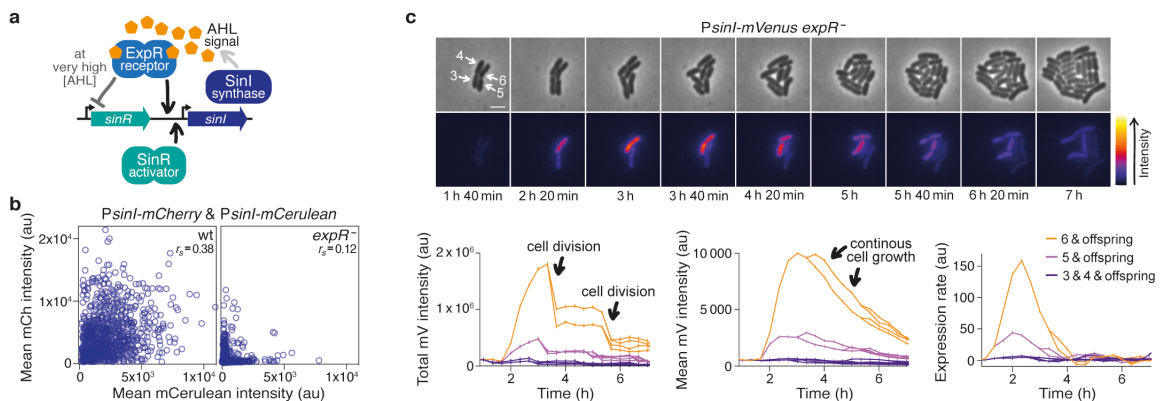 a
AHL
signal
ExpR
receptor
at
very high
[AHL]
SinI
synthase
sinR
sinI
SinR
activator
b
PsinI-mCherry & PsinI-mCerulean
wt
rs=0.38
expR−
rs=0.12
Mean mCh intensity (au)
2x10⁴
1x10⁴
0
0
5x10³
1x10⁴
0
5x10³
1x10⁴
Mean mCerulean intensity (au)
c
PsinI-mVenus expR−
4
3
6
5
Intensity
1 h 40 min
2 h 20 min
3 h
3 h 40 min
4 h 20 min
5 h
5 h 40 min
6 h 20 min
7 h
Total mV intensity (au)
2 x 10⁶
1 x 10⁶
0
2
4
6
Time (h)
cell division
cell division
Mean mV intensity (au)
10 000
5 000
0
2
4
6
Time (h)
continous
cell growth
Expression rate (au)
150
100
50
0
2
4
6
Time (h)
6 & offspring
5 & offspring
3 & 4 & offspring